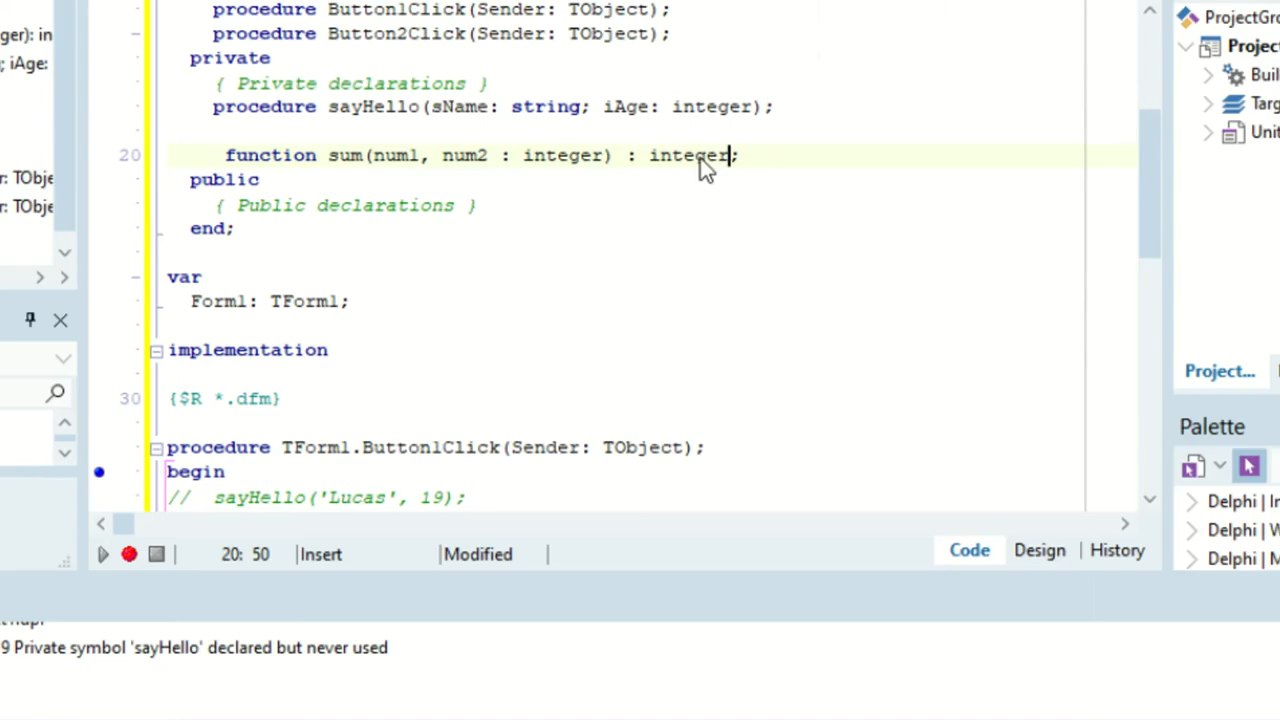 procedure Button1Click(Sender: TObject);
procedure Button2Click(Sender: TObject);
private
{ Private declarations }
procedure sayHello(sName: string; iAge: integer);
20 function sum(num1, num2 : integer) : integer;
public
{ Public declarations }
end;
var
Form1: TForm1;
implementation
30 {$R *.dfm}
procedure TForm1.Button1Click(Sender: TObject);
begin
// sayHello('Lucas', 19);
20: 50 Insert Modified Code Design History
ger): in
; iAge:
r: TObje
r: TObje
ProjectGro
Projec
Buil
Targ
Unit
Project...
Palette
Delphi | In
Delphi | W
Delphi | M
9 Private symbol 'sayHello' declared but never used